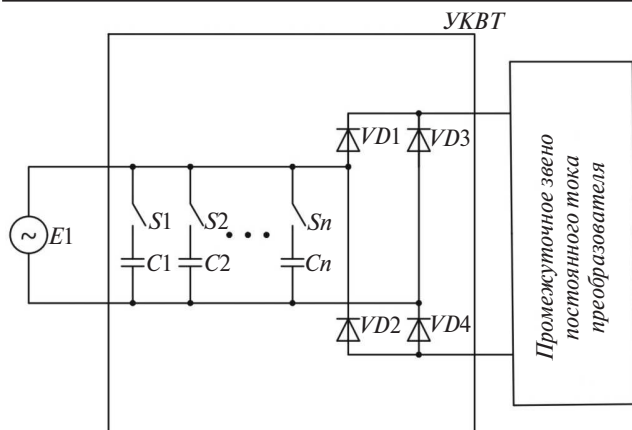 УКВТ
VD1
VD3
S1
S2
Sn
E1
C1
C2
Cn
VD2
VD4
Промежуточное звено
постоянного тока
преобразователя